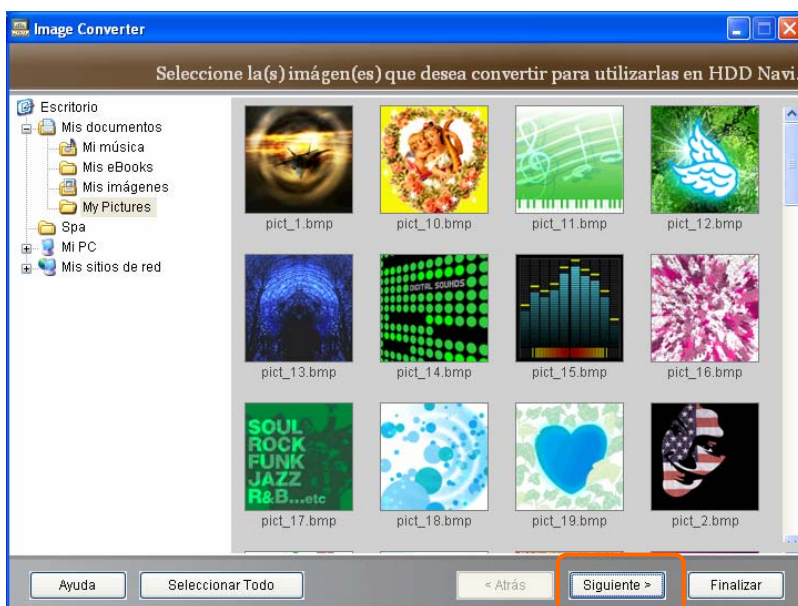 Image Converter
Seleccione la(s) imágen(es) que desea convertir para utilizarlas en HDD Navi.
Escritorio
Mis documentos
Mi música
Mis eBooks
Mis imágenes
My Pictures
Spa
Mi PC
Mis sitios de red
pict_1.bmp
pict_10.bmp
pict_11.bmp
pict_12.bmp
DIGITAL SOUNDS
pict_13.bmp
pict_14.bmp
pict_15.bmp
pict_16.bmp
SOUL
ROCK
FUNK
JAZZ
R&B...etc
pict_17.bmp
pict_18.bmp
pict_19.bmp
pict_2.bmp
Ayuda
Seleccionar Todo
< Atrás
Siguiente >
Finalizar